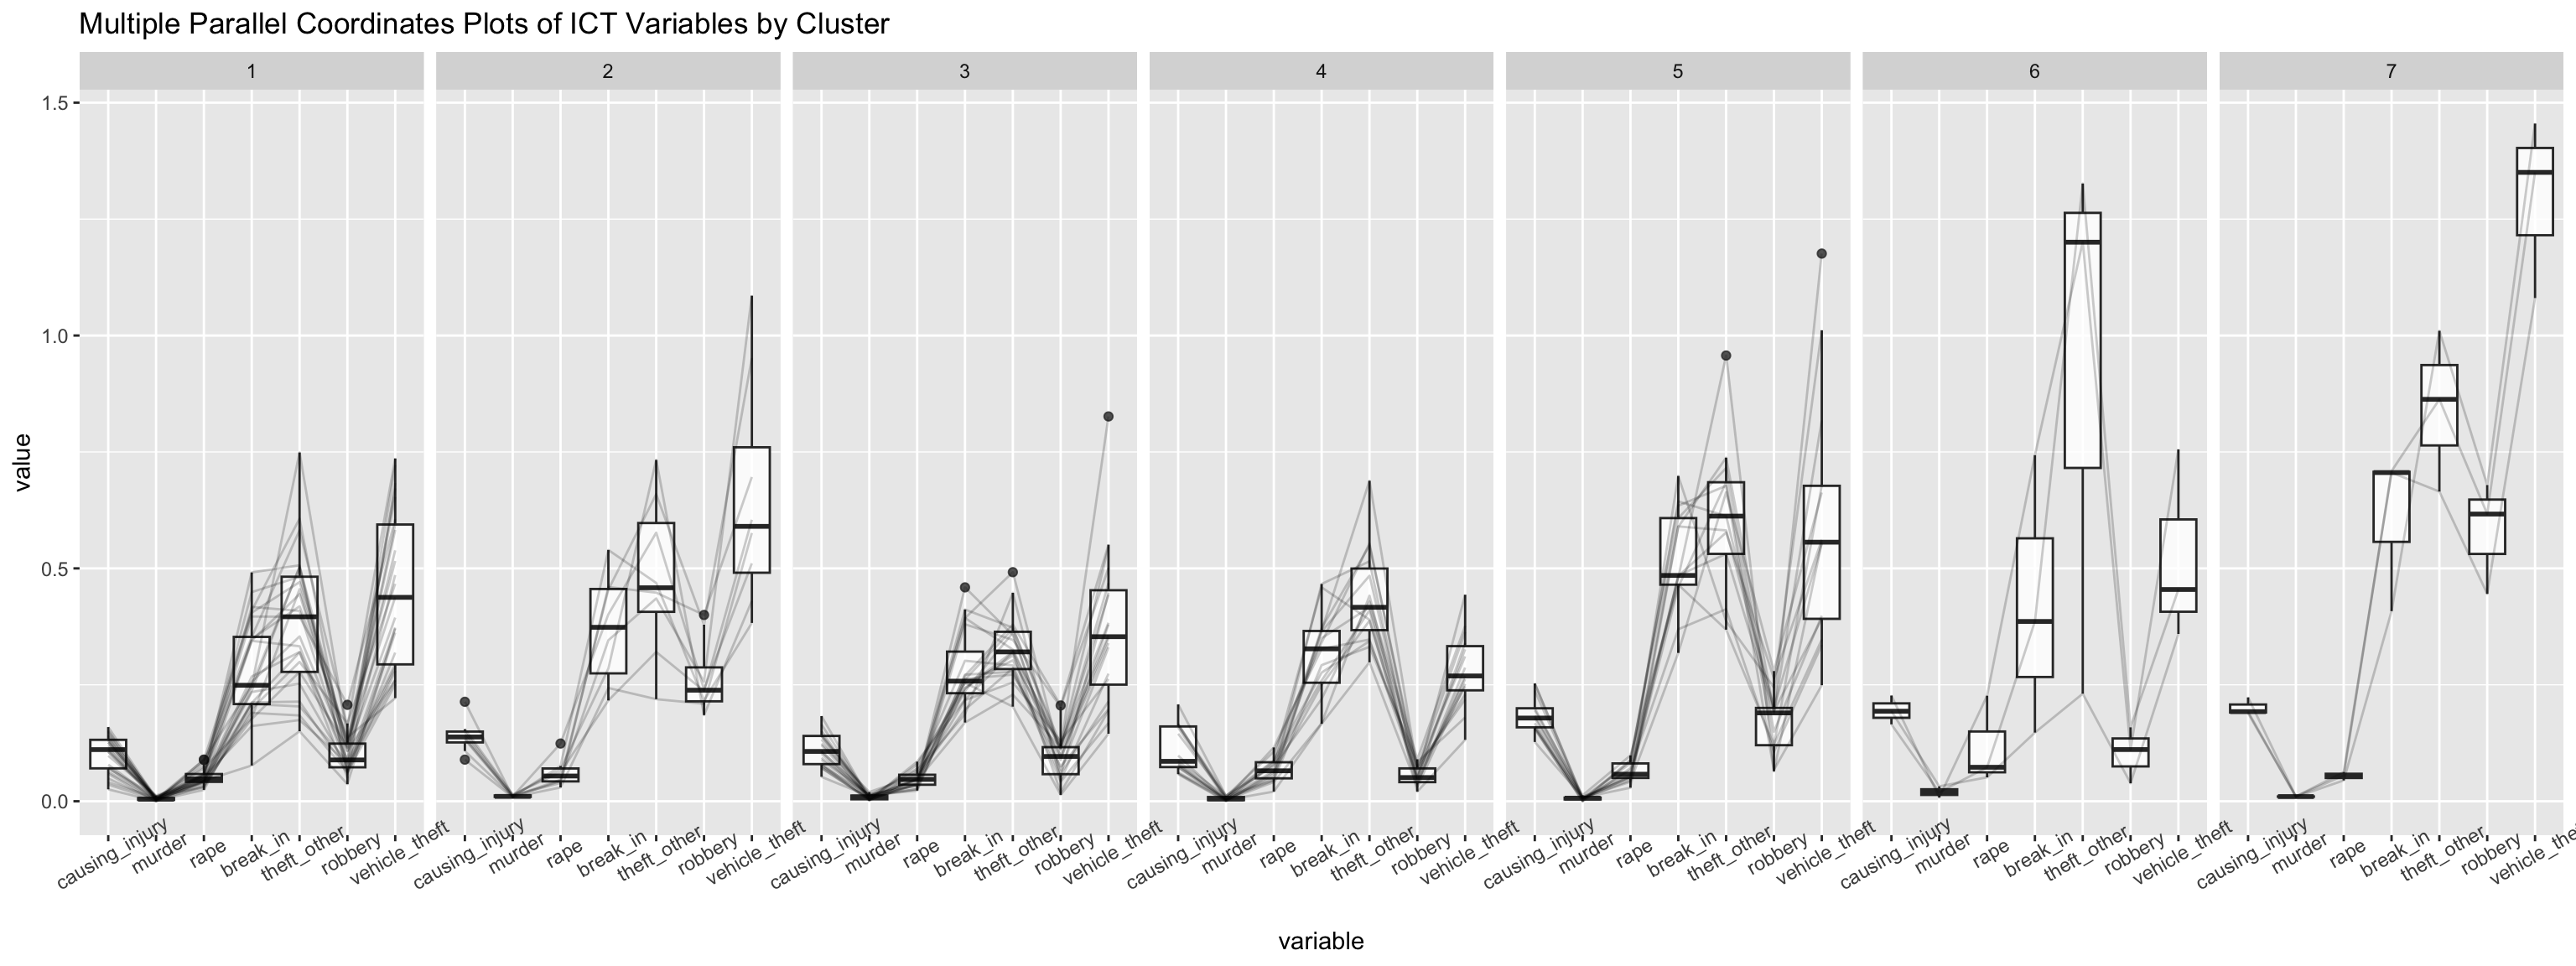 Multiple Parallel Coordinates Plots of ICT Variables by Cluster
1 2 3 4 5 6 7
1.5
1.0
value
0.5
0.0
causing_injury murder rape break_in theft_other robbery vehicle_theft
causing_injury murder rape break_in theft_other robbery vehicle_theft
causing_injury murder rape break_in theft_other robbery vehicle_theft
causing_injury murder rape break_in theft_other robbery vehicle_theft
causing_injury murder rape break_in theft_other robbery vehicle_theft
causing_injury murder rape break_in theft_other robbery vehicle_theft
causing_injury murder rape break_in theft_other robbery
variable